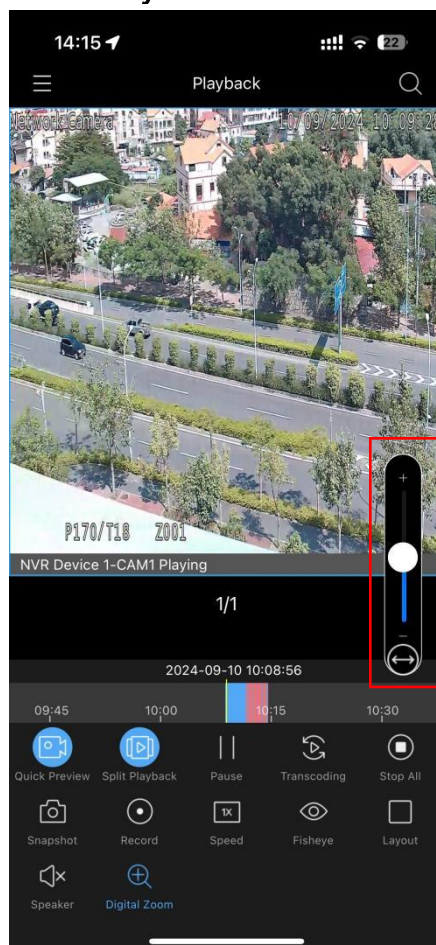 14:15
22
Playback
Network Camera
10/09/2024 10:09:28
P170/T18 Z001
NVR Device 1-CAM1 Playing
+
−
1/1
2024-09-10 10:08:56
09:45 10:00 10:15 10:30
Quick Preview Split Playback Pause Transcoding Stop All
1X
Snapshot Record Speed Fisheye Layout
Speaker Digital Zoom